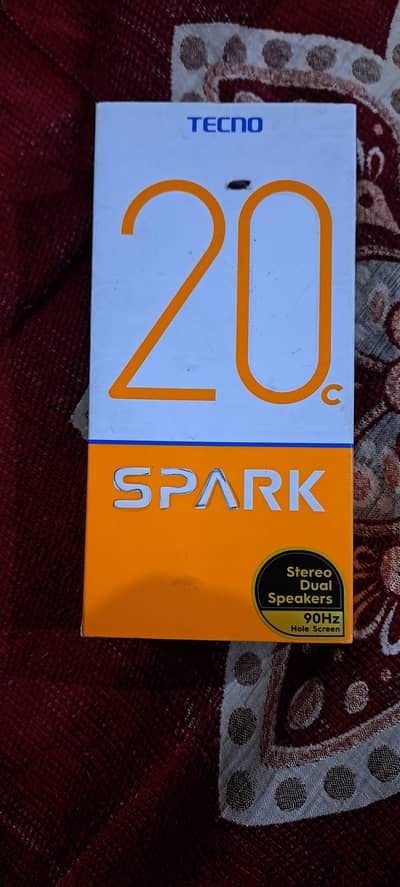 TECNO
20c
SPARK
Stereo
Dual
Speakers
90Hz
Hole Screen